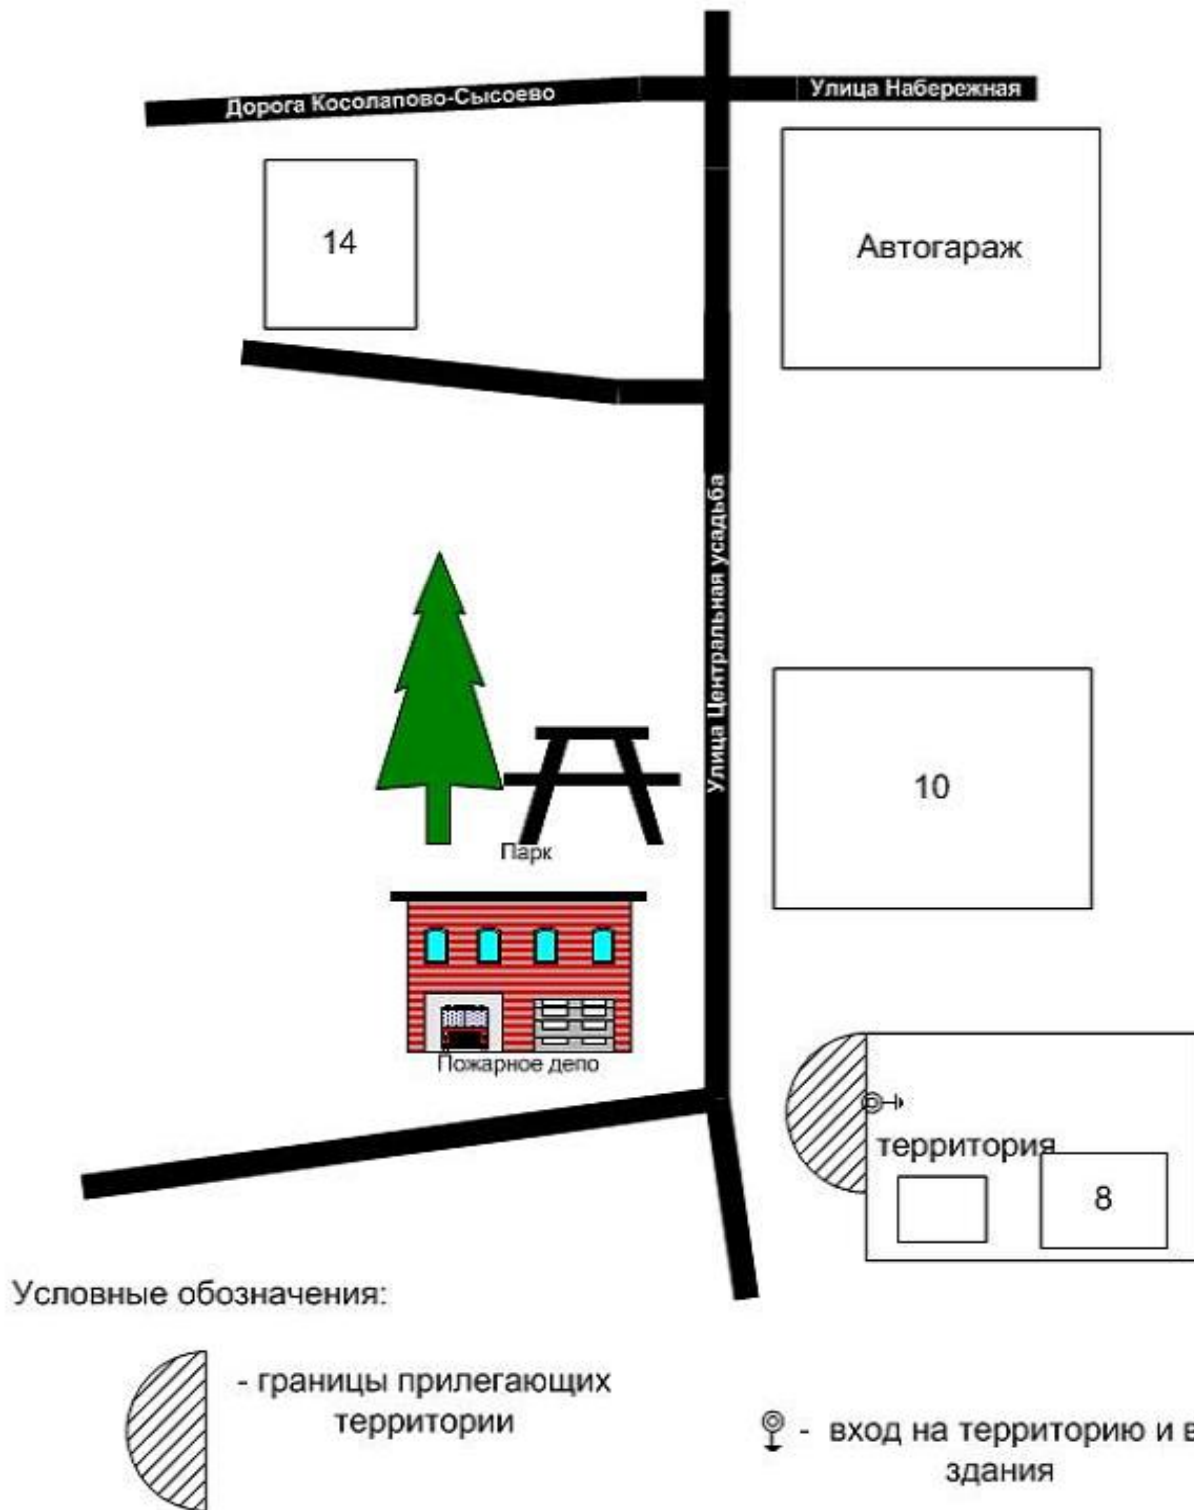 Дорога Косолапово-Сысоево
Улица Набережная
14
Автогараж
Улица Центральная усадьба
10
Парк
Пожарное депо
территория
8
Условные обозначения:
- границы прилегающих
территории
- вход на территорию и в
здания